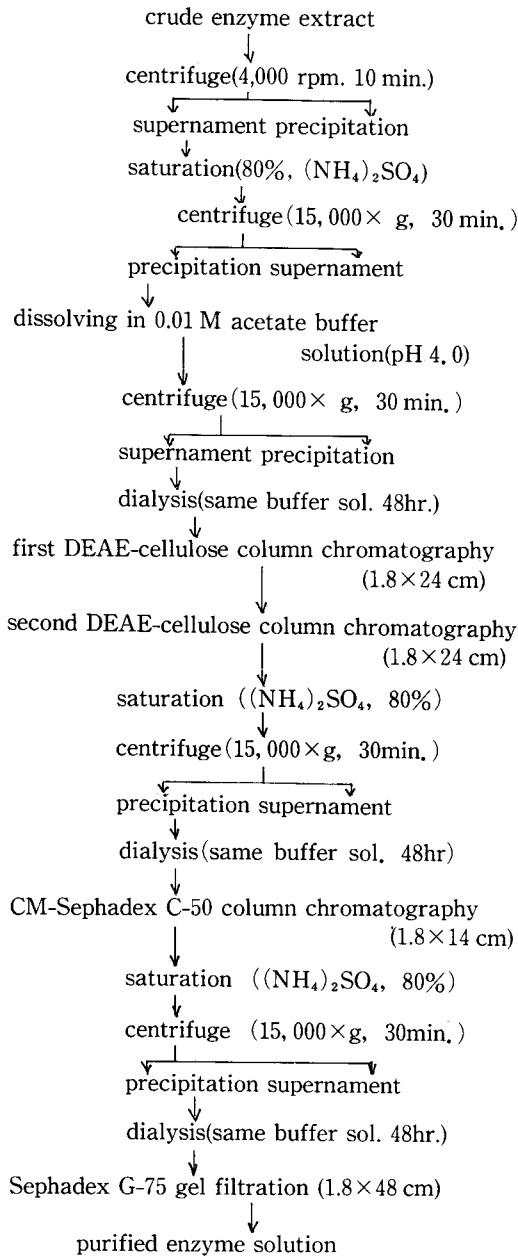 crude enzyme extract
centrifuge(4,000 rpm. 10 min.)
supernament precipitation
saturation(80%, (NH₄)₂SO₄)
centrifuge(15,000× g, 30 min.)
precipitation supernament
dissolving in 0.01 M acetate buffer
solution(pH 4.0)
centrifuge(15,000× g, 30 min.)
supernament precipitation
dialysis(same buffer sol. 48hr.)
first DEAE-cellulose column chromatography
(1.8×24 cm)
second DEAE-cellulose column chromatography
(1.8×24 cm)
saturation ((NH₄)₂SO₄, 80%)
centrifuge(15,000×g, 30min.)
precipitation supernament
dialysis(same buffer sol. 48hr)
CM-Sephadex C-50 column chromatography
(1.8×14 cm)
saturation ((NH₄)₂SO₄, 80%)
centrifuge (15,000×g, 30min.)
precipitation supernament
dialysis(same buffer sol. 48hr.)
Sephadex G-75 gel filtration (1.8×48 cm)
purified enzyme solution